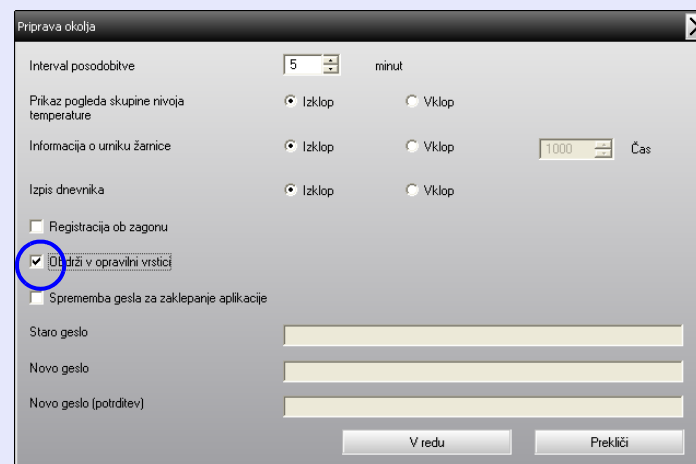 Priprava okolja
Interval posodobitve 5 minut
Prikaz pogleda skupine nivoja temperature Izklop Vklop
Informacija o urniku žarnice Izklop Vklop 1000 Čas
Izpis dnevnika Izklop Vklop
Registracija ob zagonu
Obdrži v opravilni vrstici
Sprememba gesla za zaklepanje aplikacije
Staro geslo
Novo geslo
Novo geslo (potrditev)
V redu Prekliči